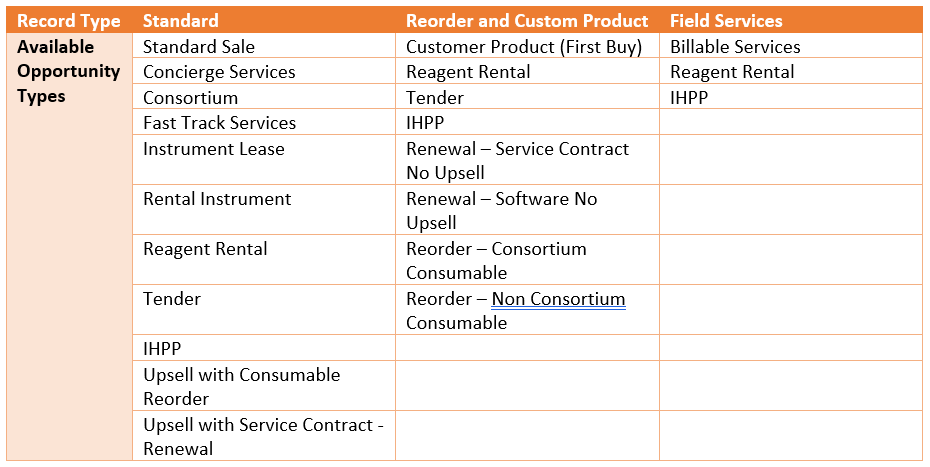 Record Type Standard Reorder and Custom Product Field Services
Available Standard Sale Customer Product (First Buy) Billable Services
Opportunity Concierge Services Reagent Rental Reagent Rental
Types Consortium Tender IHPP
Fast Track Services IHPP
Instrument Lease Renewal – Service Contract
No Upsell
Rental Instrument Renewal – Software No
Upsell
Reagent Rental Reorder – Consortium
Consumable
Tender Reorder – Non Consortium
Consumable
IHPP
Upsell with Consumable
Reorder
Upsell with Service Contract -
Renewal